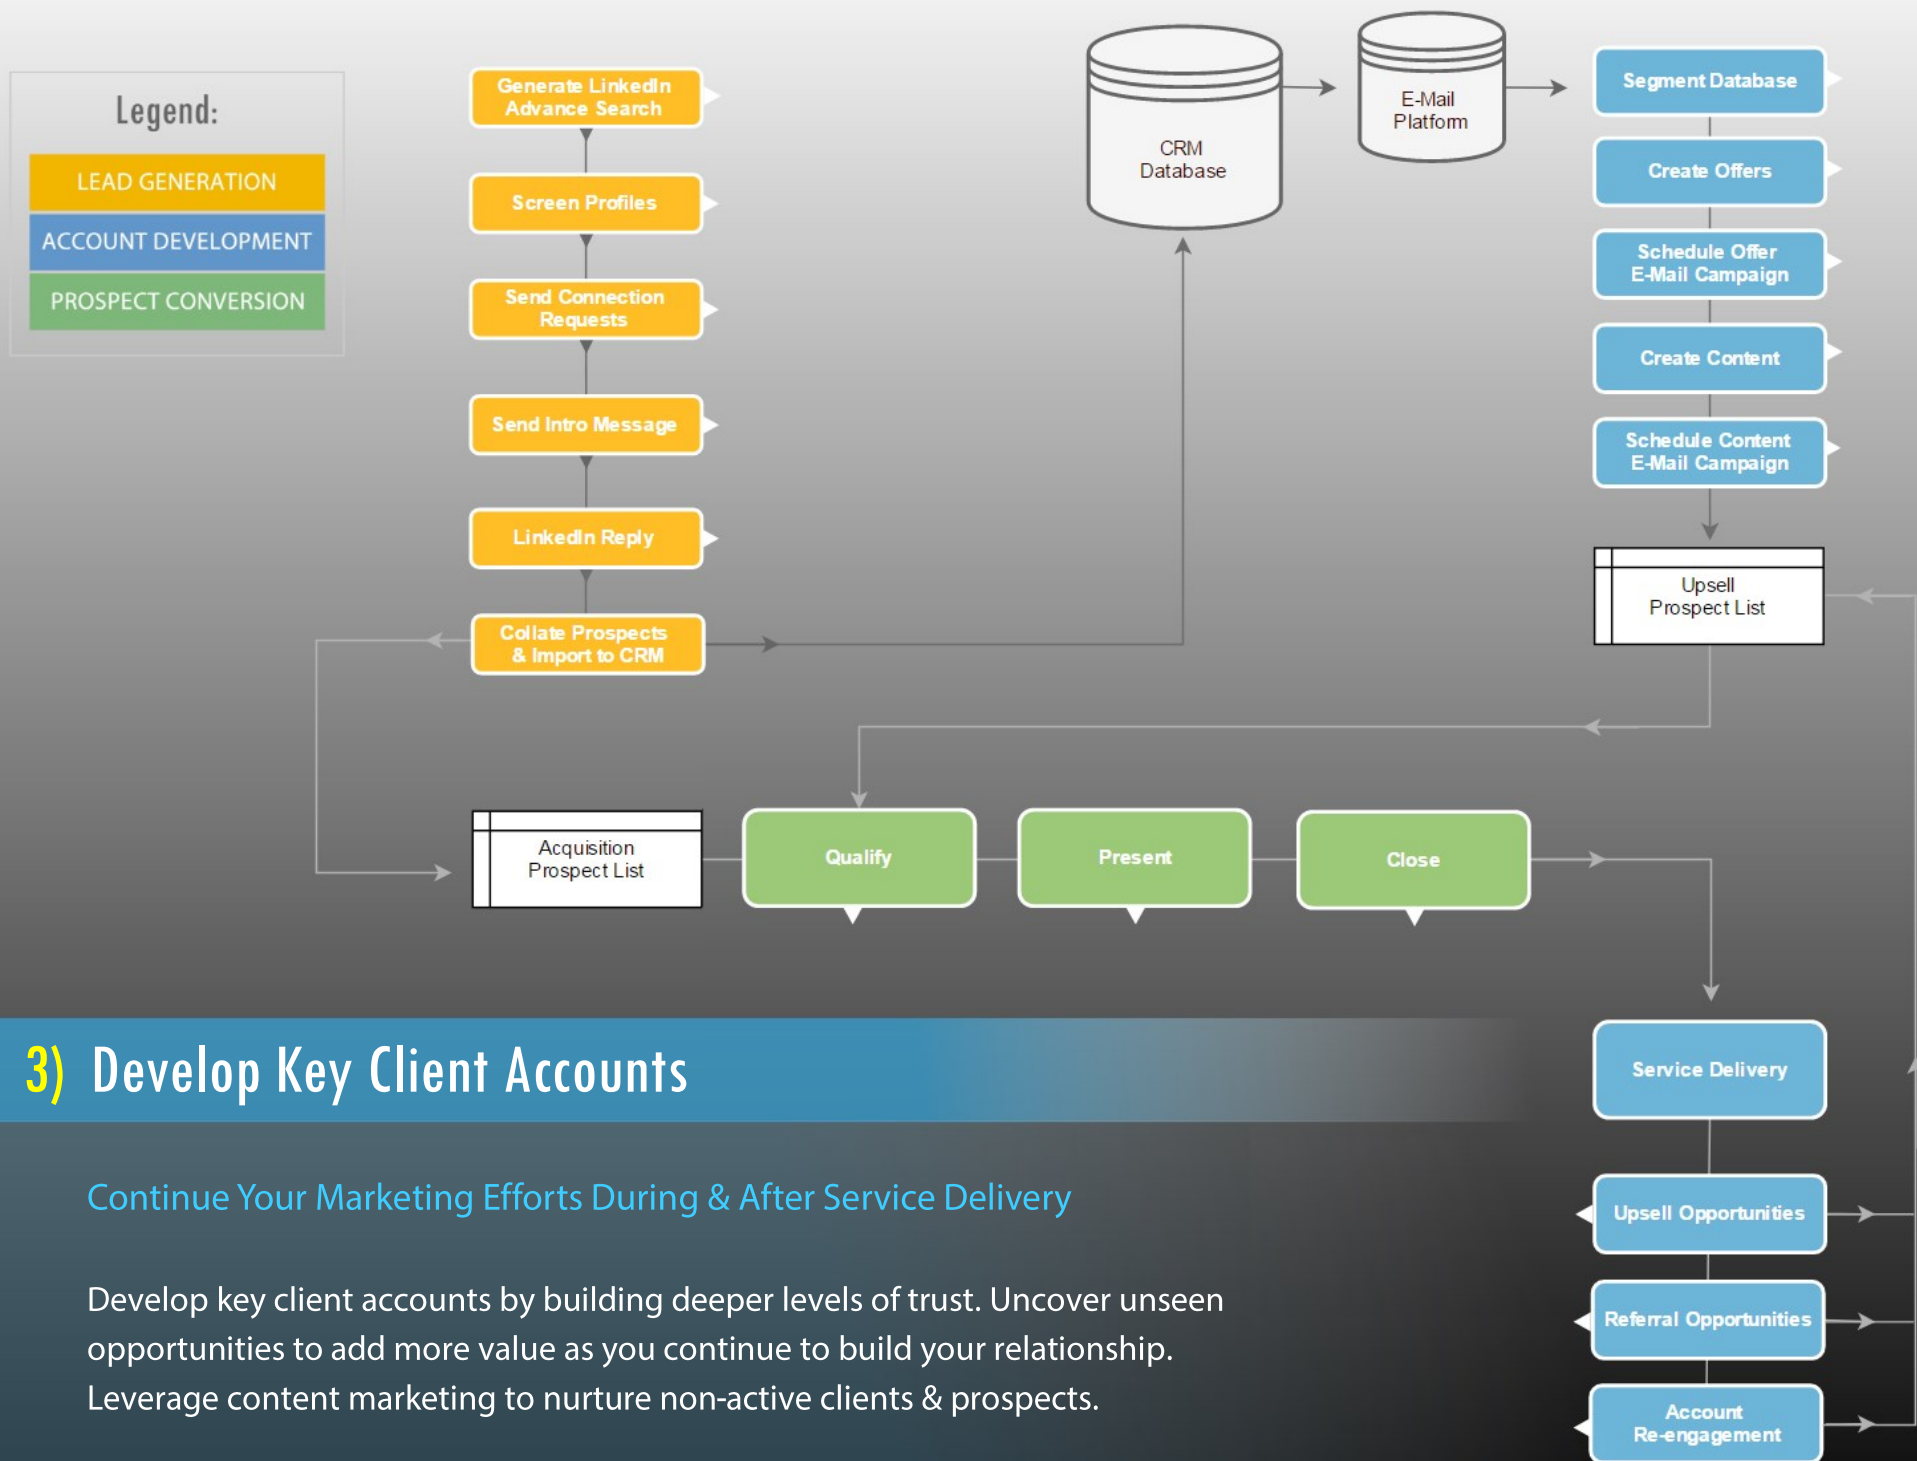 Legend:
LEAD GENERATION
ACCOUNT DEVELOPMENT
PROSPECT CONVERSION
Generate LinkedIn
Advance Search
Screen Profiles
Send Connection
Requests
Send Intro Message
LinkedIn Reply
Collate Prospects
& Import to CRM
CRM
Database
E-Mail
Platform
Segment Database
Create Offers
Schedule Offer
E-Mail Campaign
Create Content
Schedule Content
E-Mail Campaign
Upsell
Prospect List
Acquisition
Prospect List
Qualify
Present
Close
Service Delivery
Upsell Opportunities
Referral Opportunities
Account
Re-engagement
3) Develop Key Client Accounts
Continue Your Marketing Efforts During & After Service Delivery
Develop key client accounts by building deeper levels of trust. Uncover unseen
opportunities to add more value as you continue to build your relationship.
Leverage content marketing to nurture non-active clients & prospects.